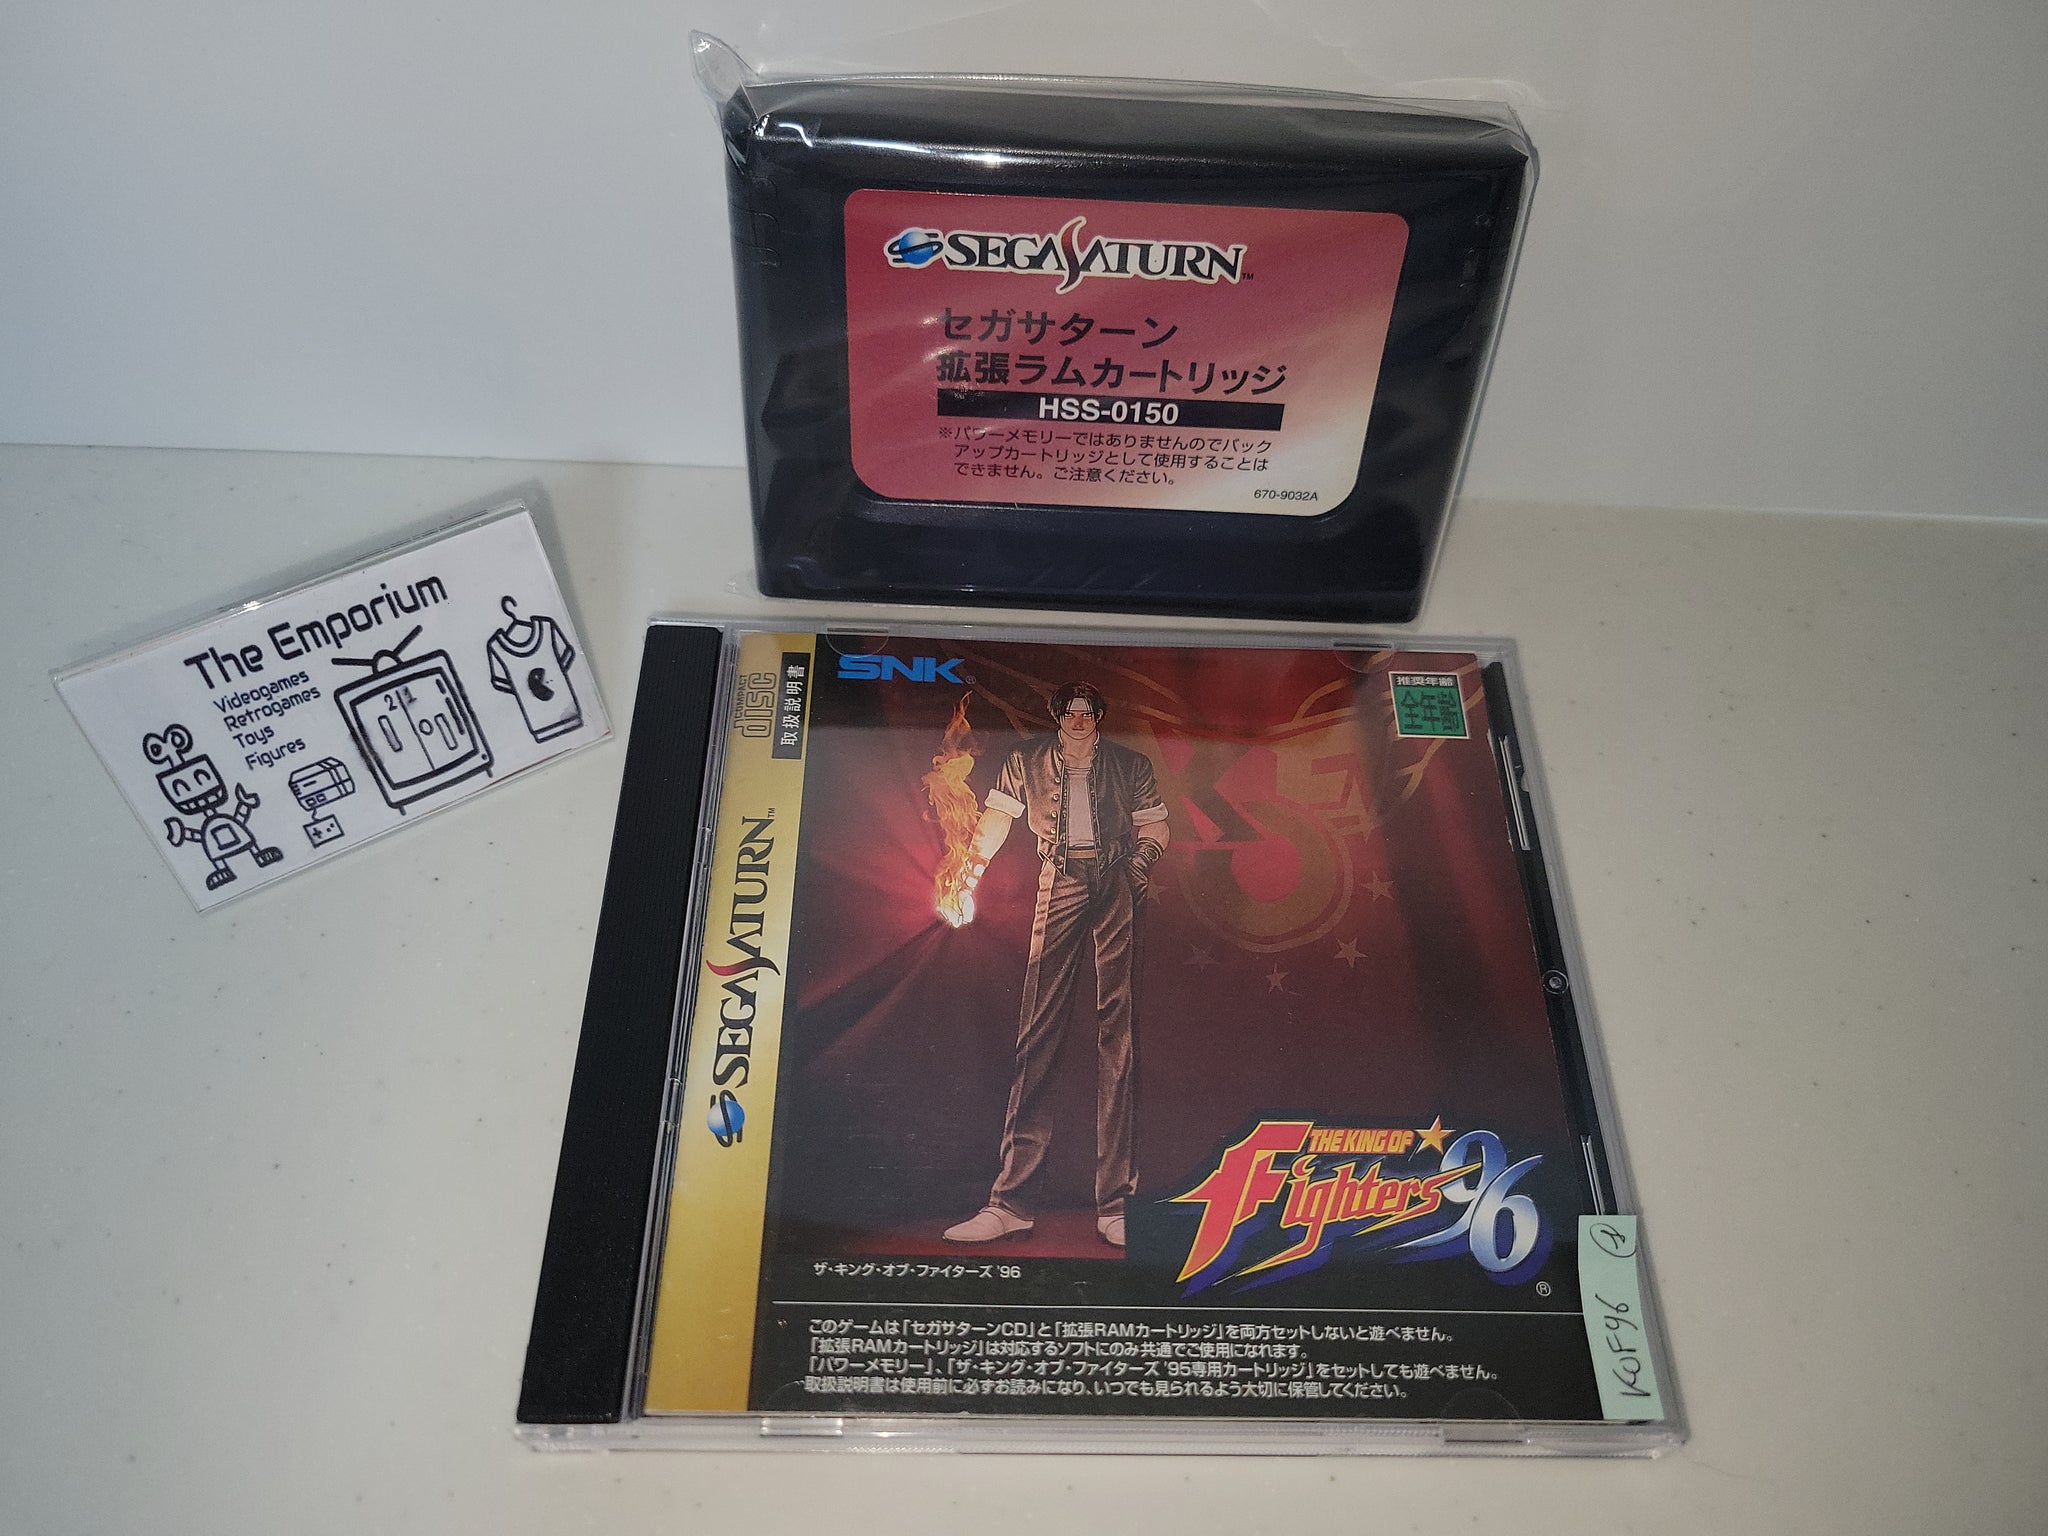 SEGA SATURN™
セガサターン
拡張ラムカートリッジ
HSS-0150
※パワーメモリーではありませんのでバック
アップカートリッジとして使用することは
できません。ご注意ください。
670-9032A
The Emporium
Videogames
Retrogames
Toys
Figures
21
COMPACT
disc
取扱説明書
SEGA SATURN™
SNK®
推奨年齢
全年齢
THE KING OF
Fighters '96
®
ザ・キング・オブ・ファイターズ '96
このゲームは「セガサターンCD」と「拡張RAMカートリッジ」を両方セットしないと遊べません。
「拡張RAMカートリッジ」は対応するソフトにのみ共通でご使用になれます。
「パワーメモリー」、「ザ・キング・オブ・ファイターズ '95専用カートリッジ」をセットしても遊べません。
取扱説明書は使用前に必ずお読みになり、いつでも見られるよう大切に保管してください。
KOF96